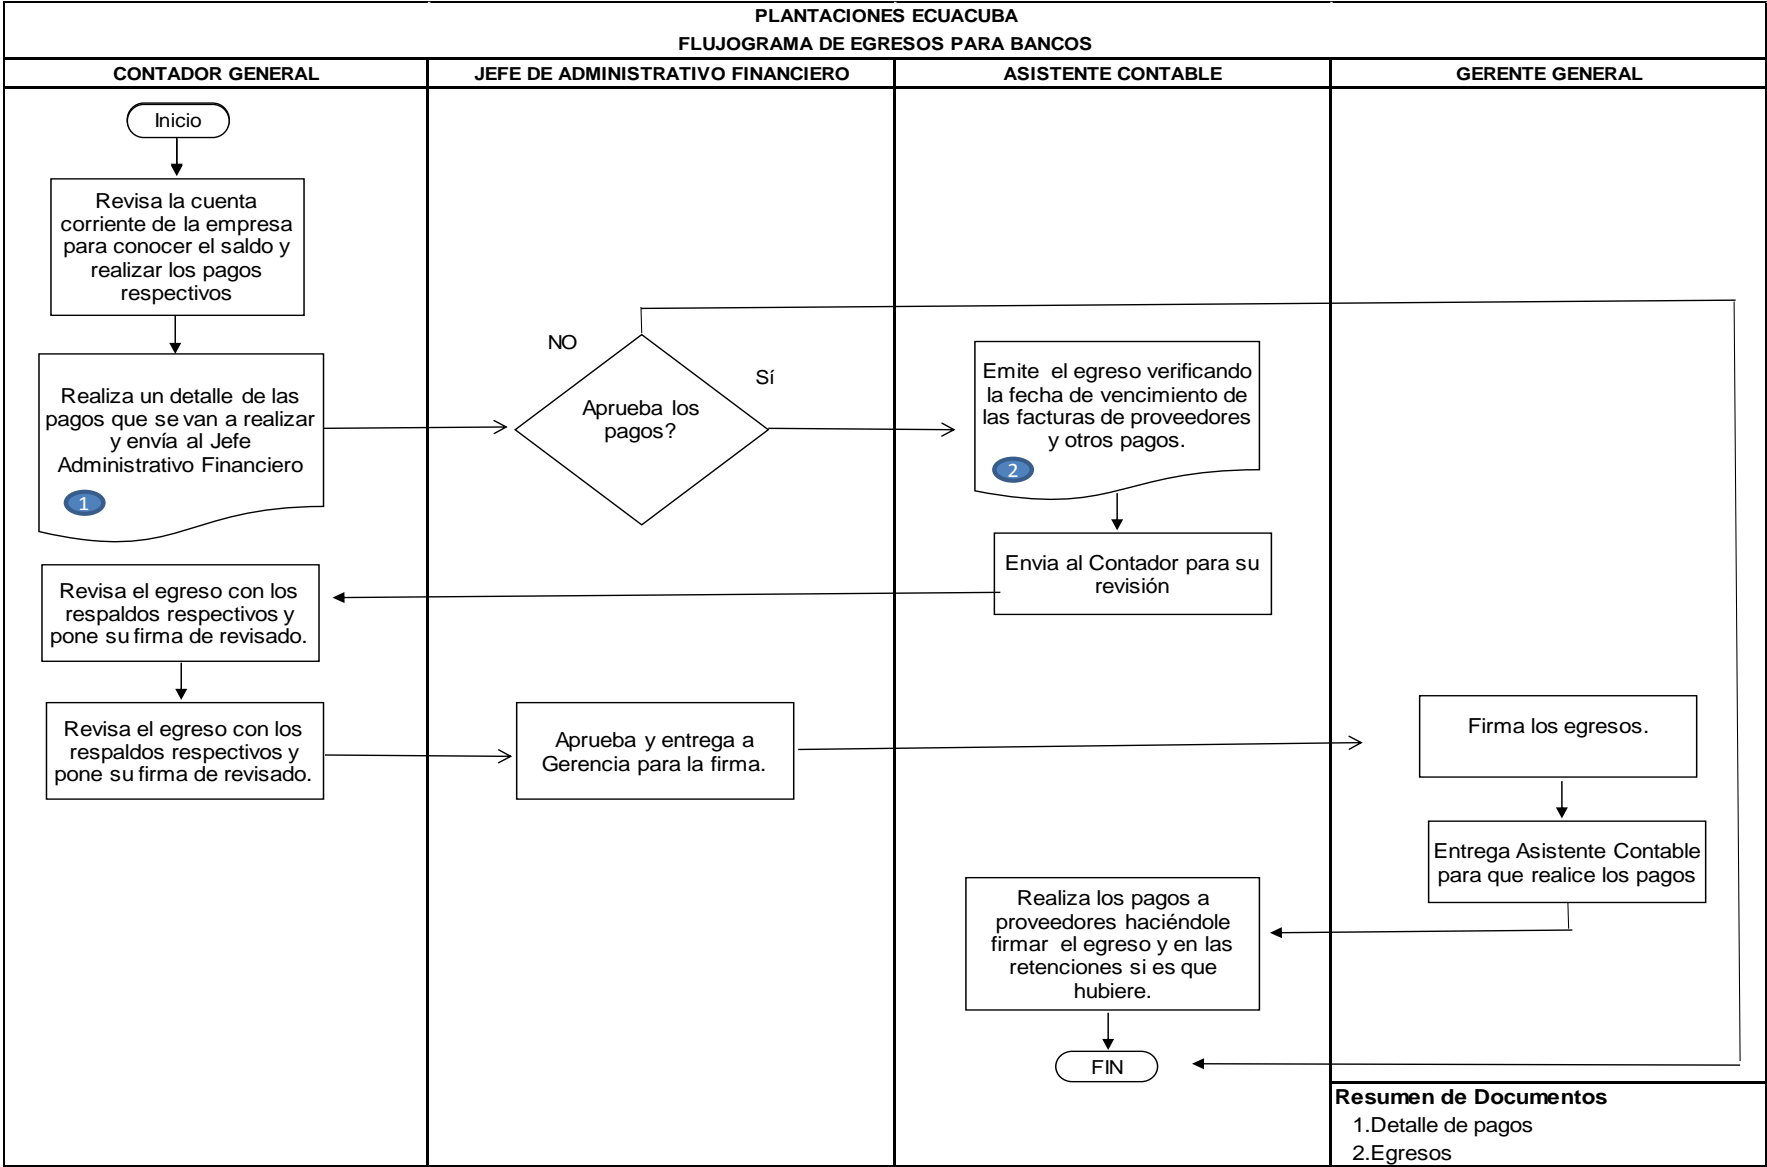 PLANTACIONES ECUACUBA
FLUJOGRAMA DE EGRESOS PARA BANCOS
CONTADOR GENERAL
JEFE DE ADMINISTRATIVO FINANCIERO
ASISTENTE CONTABLE
GERENTE GENERAL
Inicio
Revisa la cuenta
corriente de la empresa
para conocer el saldo y
realizar los pagos
respectivos
Realiza un detalle de las
pagos que se van a realizar
y envía al Jefe
Administrativo Financiero
1
NO
Sí
Aprueba los
pagos?
Emite el egreso verificando
la fecha de vencimiento de
las facturas de proveedores
y otros pagos.
2
Envia al Contador para su
revisión
Revisa el egreso con los
respaldos respectivos y
pone su firma de revisado.
Revisa el egreso con los
respaldos respectivos y
pone su firma de revisado.
Aprueba y entrega a
Gerencia para la firma.
Firma los egresos.
Entrega Asistente Contable
para que realice los pagos
Realiza los pagos a
proveedores haciéndole
firmar el egreso y en las
retenciones si es que
hubiere.
FIN
Resumen de Documentos
1.Detalle de pagos
2.Egresos